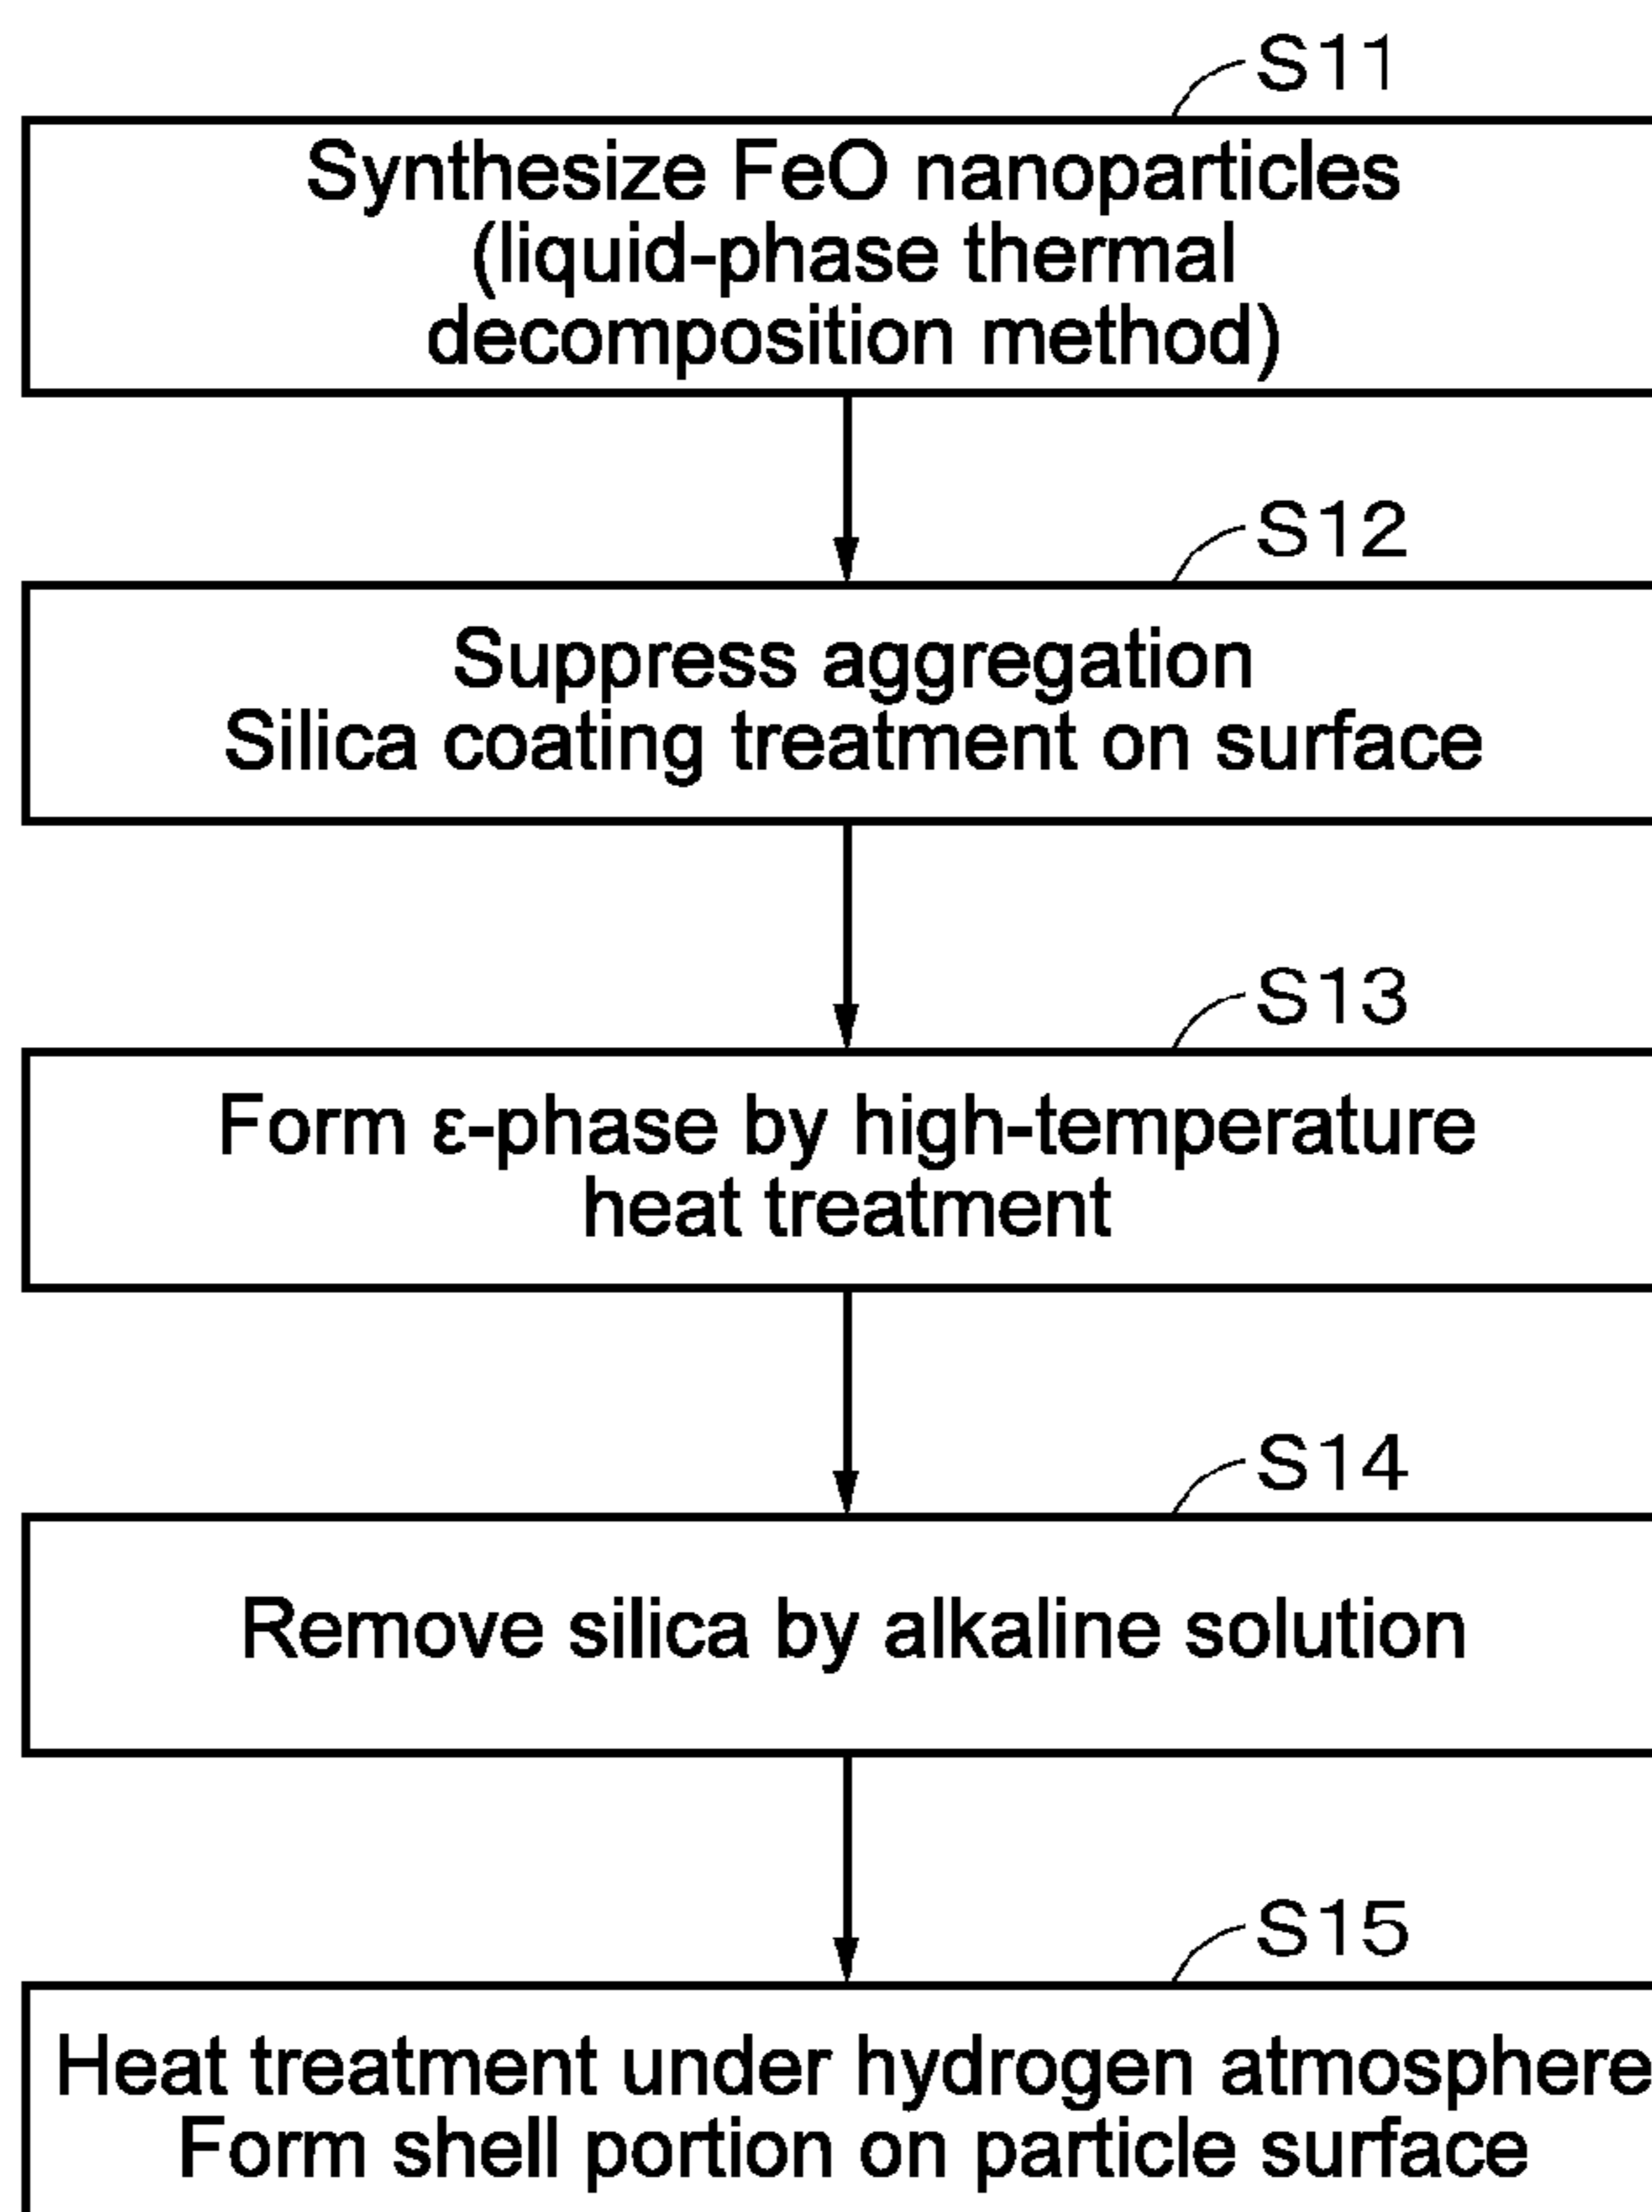 S11
Synthesize FeO nanoparticles
(liquid-phase thermal
decomposition method)
S12
Suppress aggregation
Silica coating treatment on surface
S13
Form ε-phase by high-temperature
heat treatment
S14
Remove silica by alkaline solution
S15
Heat treatment under hydrogen atmosphere
Form shell portion on particle surface